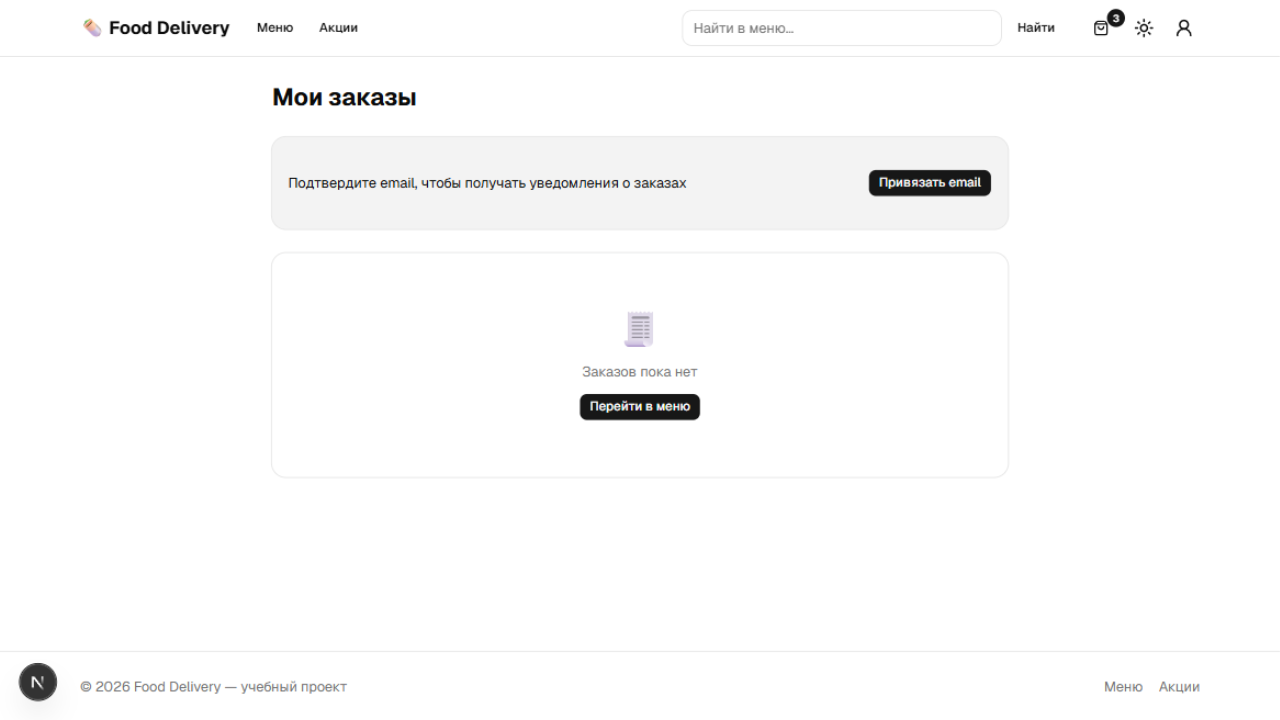 Food Delivery
Меню
Акции
Найти в меню...
Найти
3
Мои заказы
Подтвердите email, чтобы получать уведомления о заказах
Привязать email
Заказов пока нет
Перейти в меню
N
© 2026 Food Delivery — учебный проект
Меню
Акции